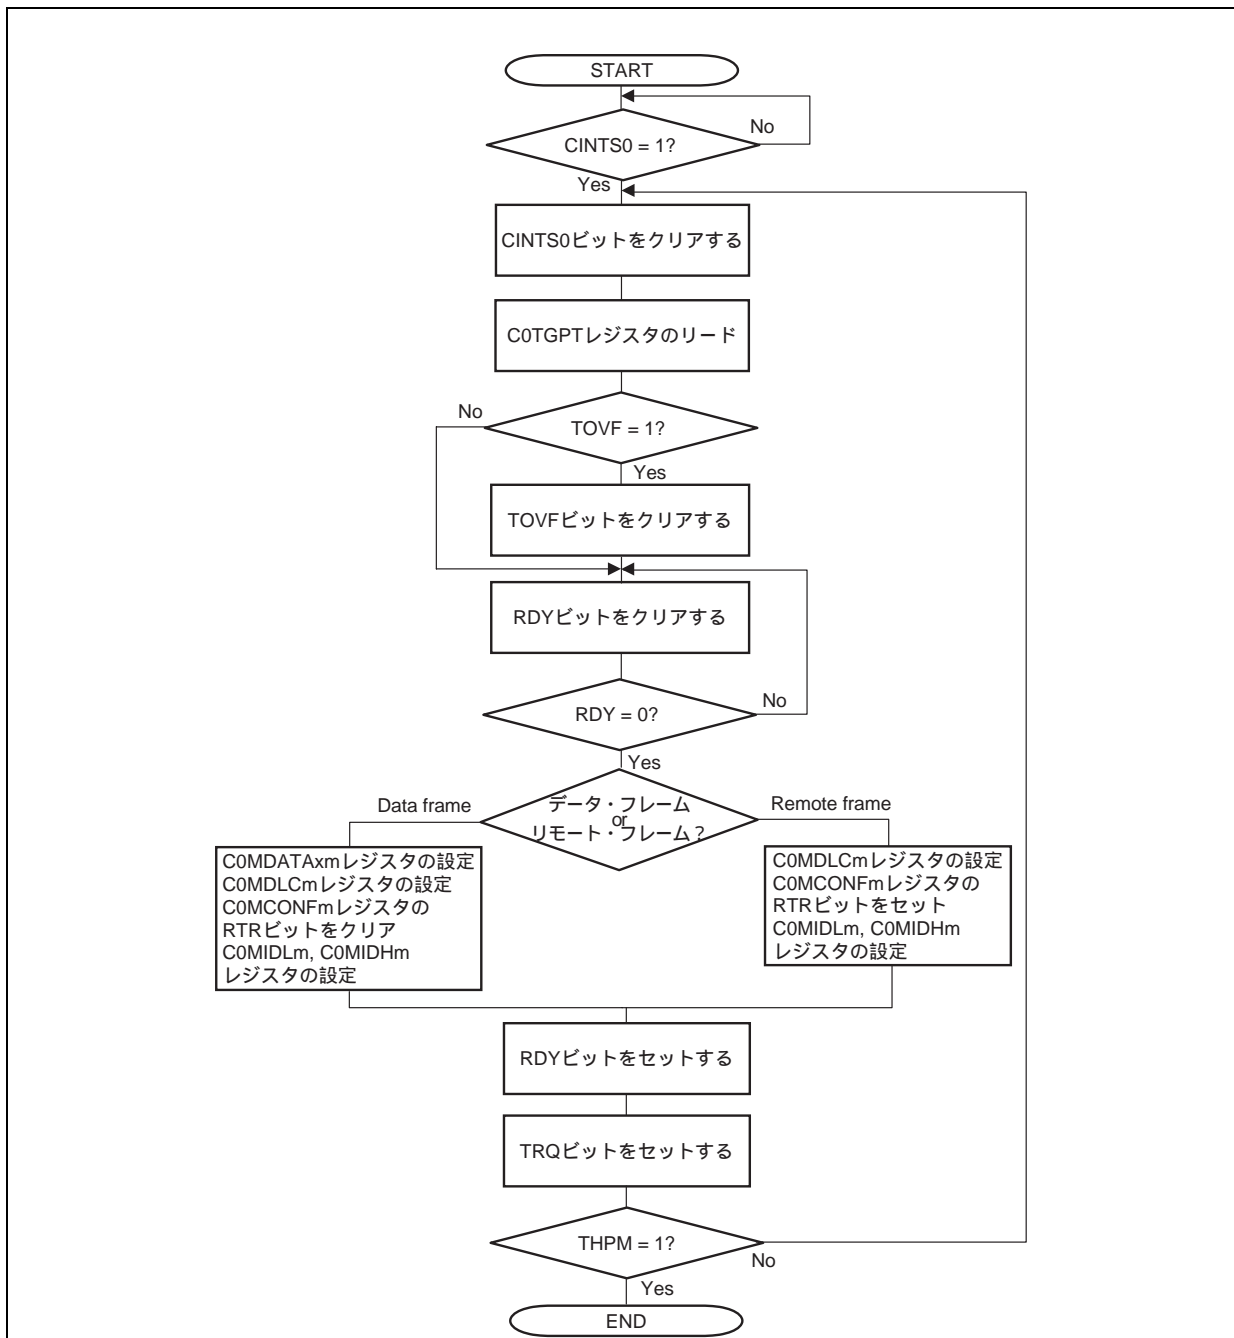 START
No
CINTS0 = 1?
Yes
CINTS0ビットをクリアする
C0TGPTレジスタのリード
No
TOVF = 1?
Yes
TOVFビットをクリアする
RDYビットをクリアする
No
RDY = 0?
Yes
Data frame
データ・フレーム
or
リモート・フレーム？
Remote frame
C0MDATAxmレジスタの設定
C0MDLCmレジスタの設定
C0MCONFmレジスタの
RTRビットをクリア
C0MIDLm, C0MIDHm
レジスタの設定
C0MDLCmレジスタの設定
C0MCONFmレジスタの
RTRビットをセット
C0MIDLm, C0MIDHm
レジスタの設定
RDYビットをセットする
TRQビットをセットする
THPM = 1?
No
Yes
END